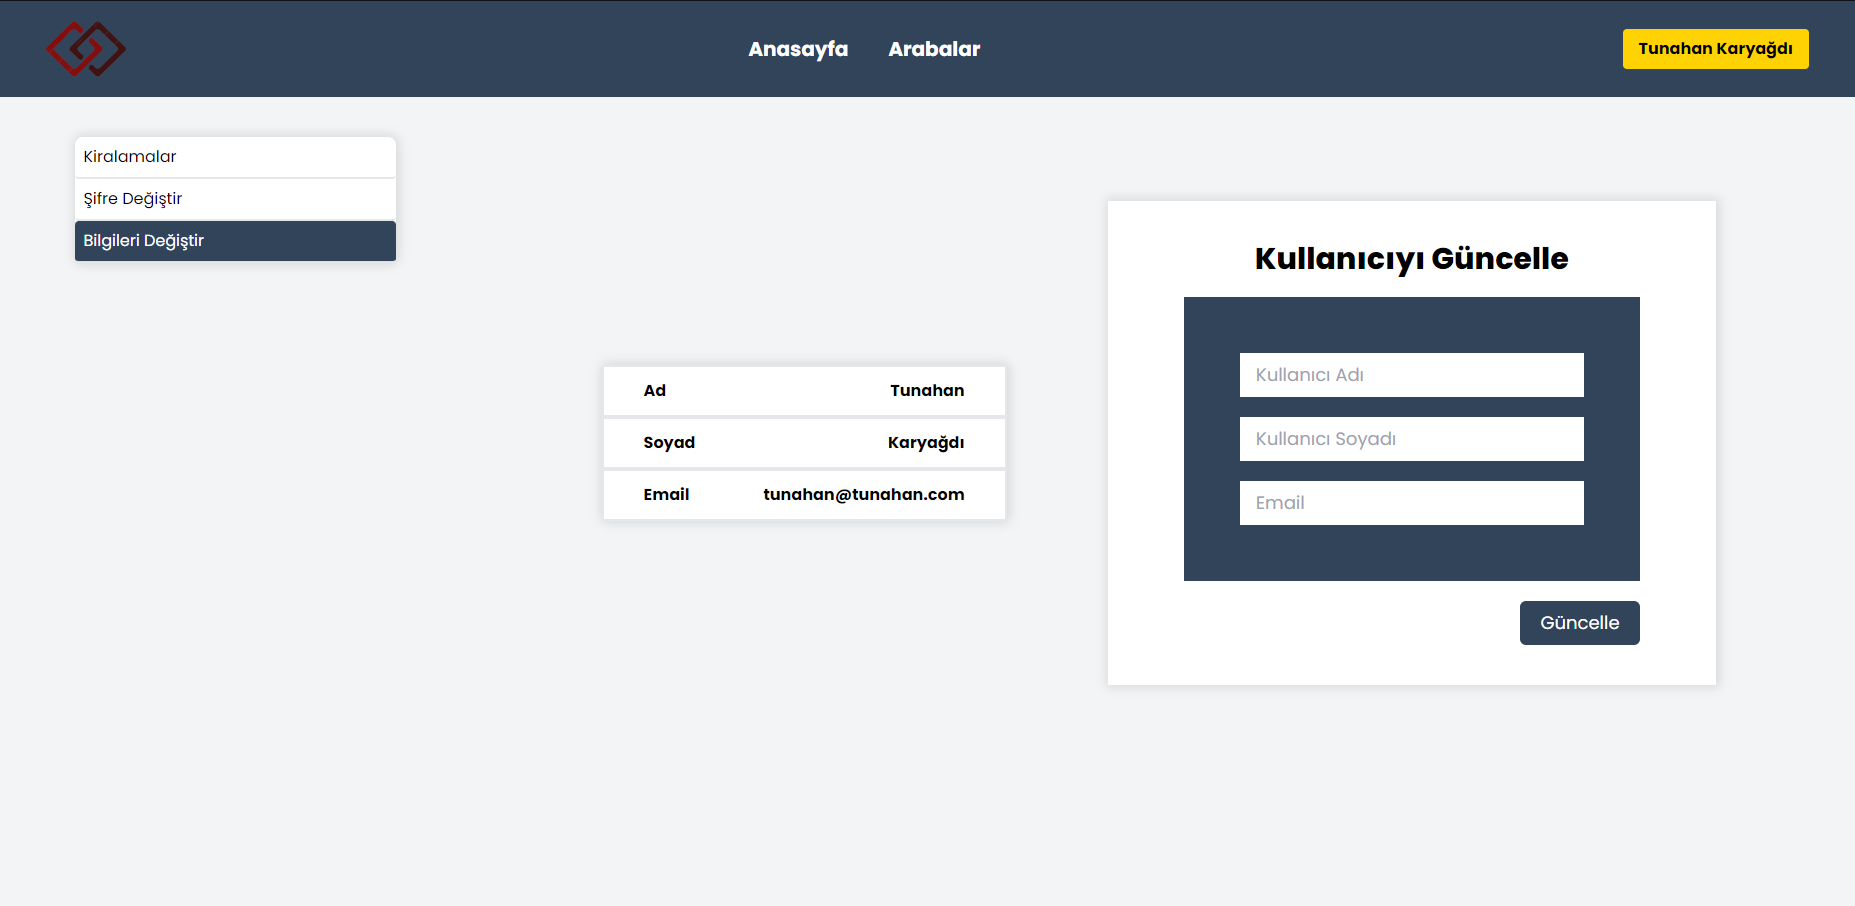 Anasayfa Arabalar Tunahan Karyağdı
Kiralamalar
Şifre Değiştir
Bilgileri Değiştir
Ad Tunahan
Soyad Karyağdı
Email tunahan@tunahan.com
Kullanıcıyı Güncelle
Kullanıcı Adı
Kullanıcı Soyadı
Email
Güncelle